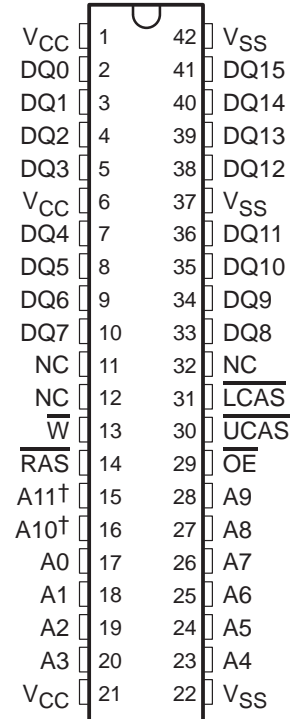 VCC 1 42 VSS
DQ0 2 41 DQ15
DQ1 3 40 DQ14
DQ2 4 39 DQ13
DQ3 5 38 DQ12
VCC 6 37 VSS
DQ4 7 36 DQ11
DQ5 8 35 DQ10
DQ6 9 34 DQ9
DQ7 10 33 DQ8
NC 11 32 NC
NC 12 31 L̅C̅A̅S̅
W̅ 13 30 U̅C̅A̅S̅
R̅A̅S̅ 14 29 O̅E̅
A11† 15 28 A9
A10† 16 27 A8
A0 17 26 A7
A1 18 25 A6
A2 19 24 A5
A3 20 23 A4
VCC 21 22 VSS